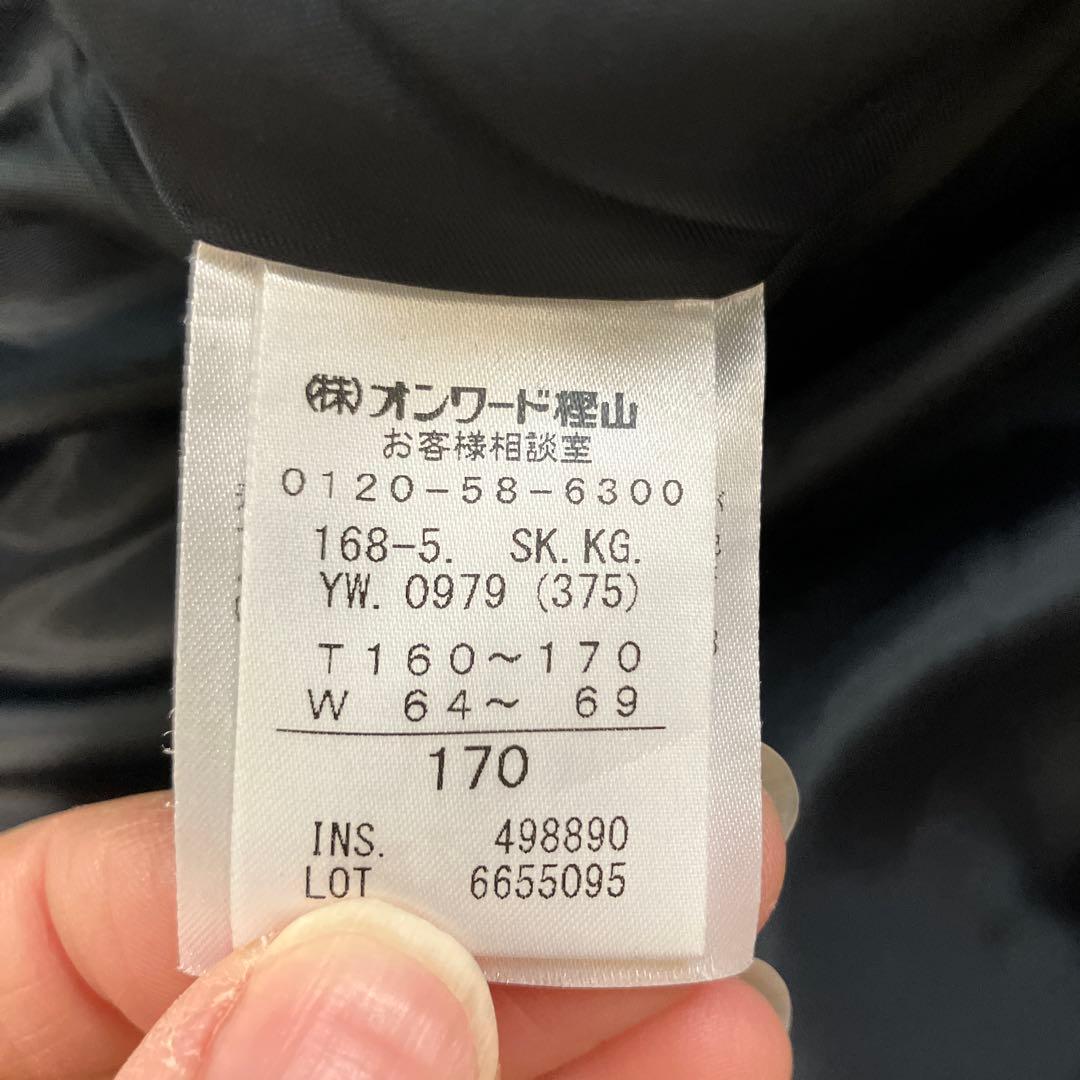 ㈱オンワード樫山
お客様相談室
0120-58-6300
168-5. SK.KG.
YW. 0979 (375)
T160～170
W 64～ 69
170
INS. 498890
LOT 6655095